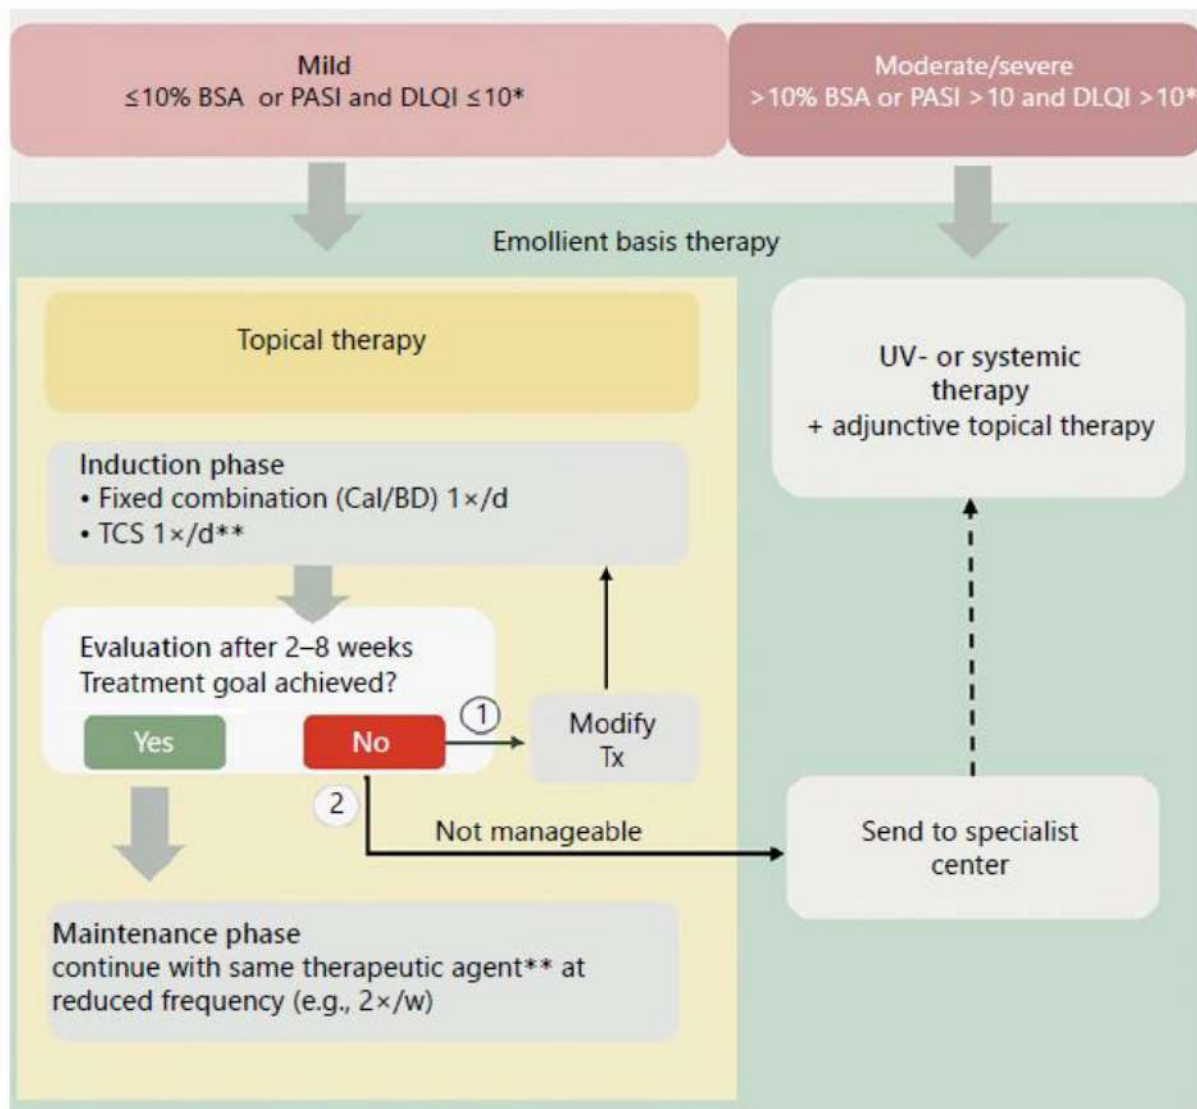 Mild
≤10% BSA or PASI and DLQI ≤10*
Moderate/severe
>10% BSA or PASI >10 and DLQI >10*
Emollient basis therapy
Topical therapy
UV- or systemic
therapy
+ adjunctive topical therapy
Induction phase
• Fixed combination (Cal/BD) 1×/d
• TCS 1×/d**
Evaluation after 2–8 weeks
Treatment goal achieved?
Yes
No
1
Modify
Tx
2
Not manageable
Send to specialist
center
Maintenance phase
continue with same therapeutic agent** at
reduced frequency (e.g., 2×/w)